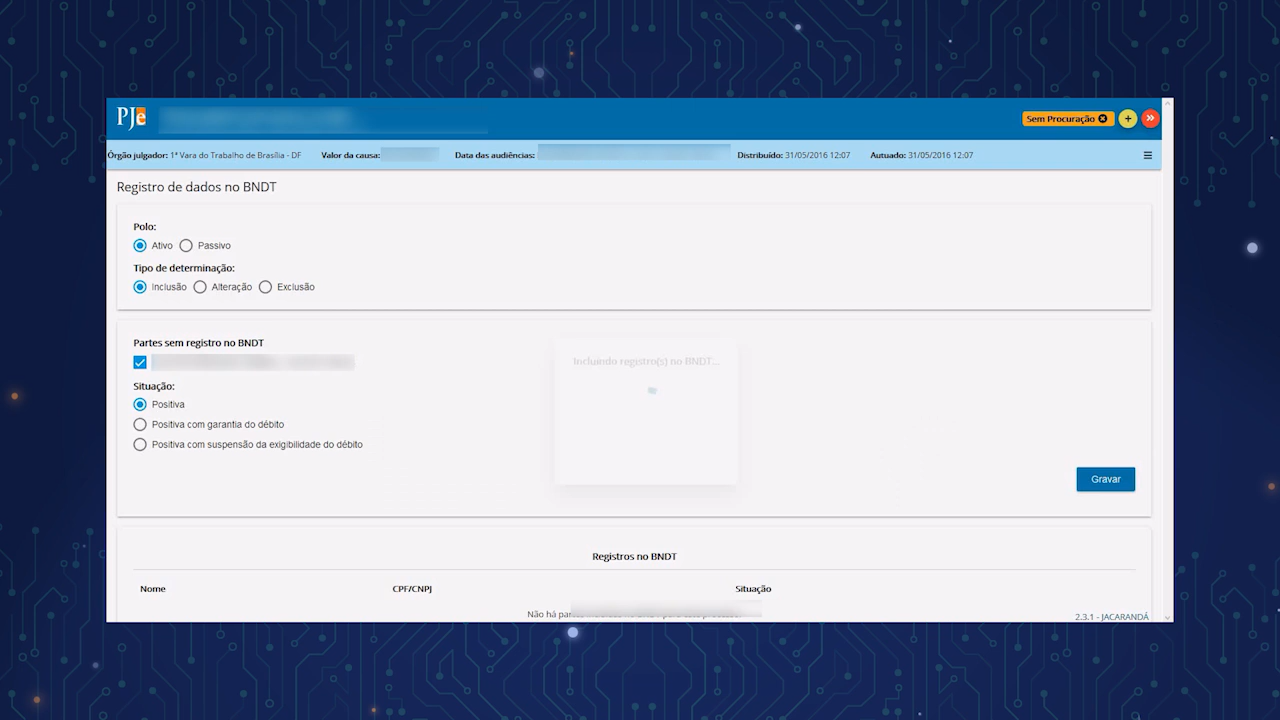 PJe
Sem Procuração
Órgão julgador: 1ª Vara do Trabalho de Brasília - DF Valor da causa: Data das audiências: Distribuído: 31/05/2016 12:07 Autuado: 31/05/2016 12:07
Registro de dados no BNDT
Polo:
Ativo Passivo
Tipo de determinação:
Inclusão Alteração Exclusão
Partes sem registro no BNDT
Incluindo registro(s) no BNDT...
Situação:
Positiva
Positiva com garantia do débito
Positiva com suspensão da exigibilidade do débito
Gravar
Registros no BNDT
Nome CPF/CNPJ Situação
Não há
2.3.1 - JACARANDÁ